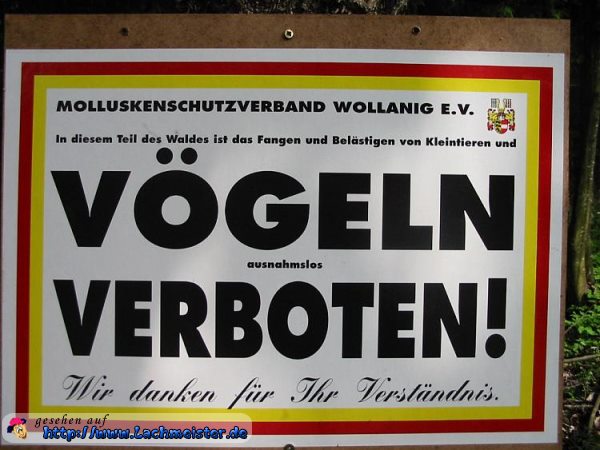 MOLLUSKENSCHUTZVERBAND WOLLANIG E.V.
In diesem Teil des Waldes ist das Fangen und Belästigen von Kleintieren und
VÖGELN
ausnahmslos
VERBOTEN!
Wir danken für Ihr Verständnis.
gesehen auf
http://www.Lachmeister.de